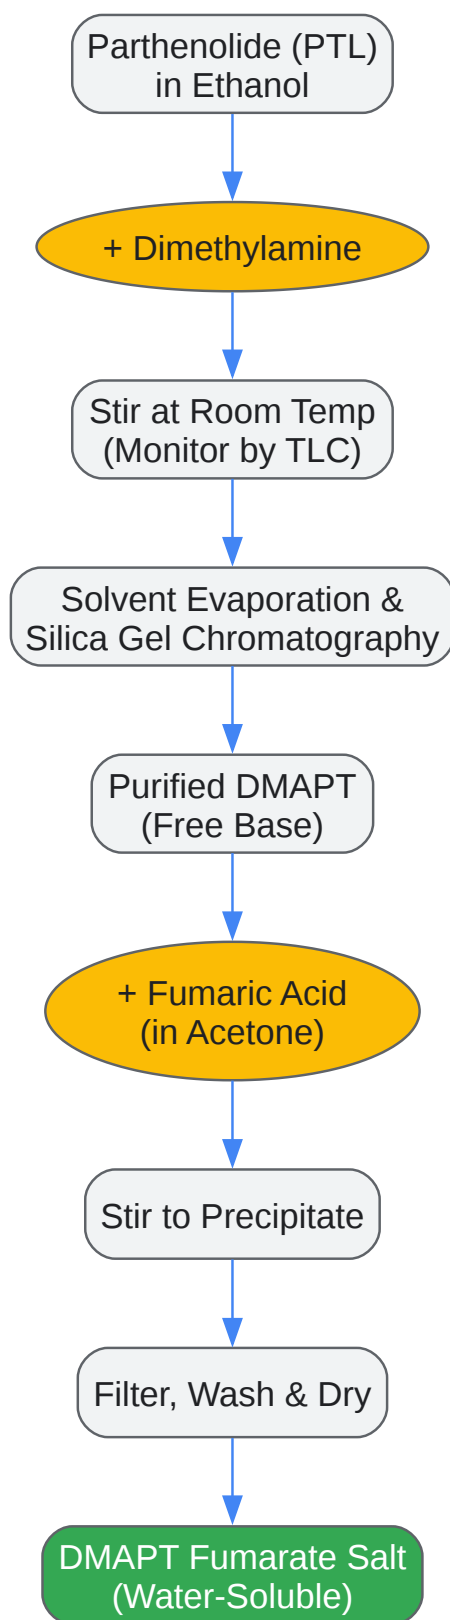 Parthenolide (PTL)
in Ethanol
+ Dimethylamine
Stir at Room Temp
(Monitor by TLC)
Solvent Evaporation &
Silica Gel Chromatography
Purified DMAPT
(Free Base)
+ Fumaric Acid
(in Acetone)
Stir to Precipitate
Filter, Wash & Dry
DMAPT Fumarate Salt
(Water-Soluble)